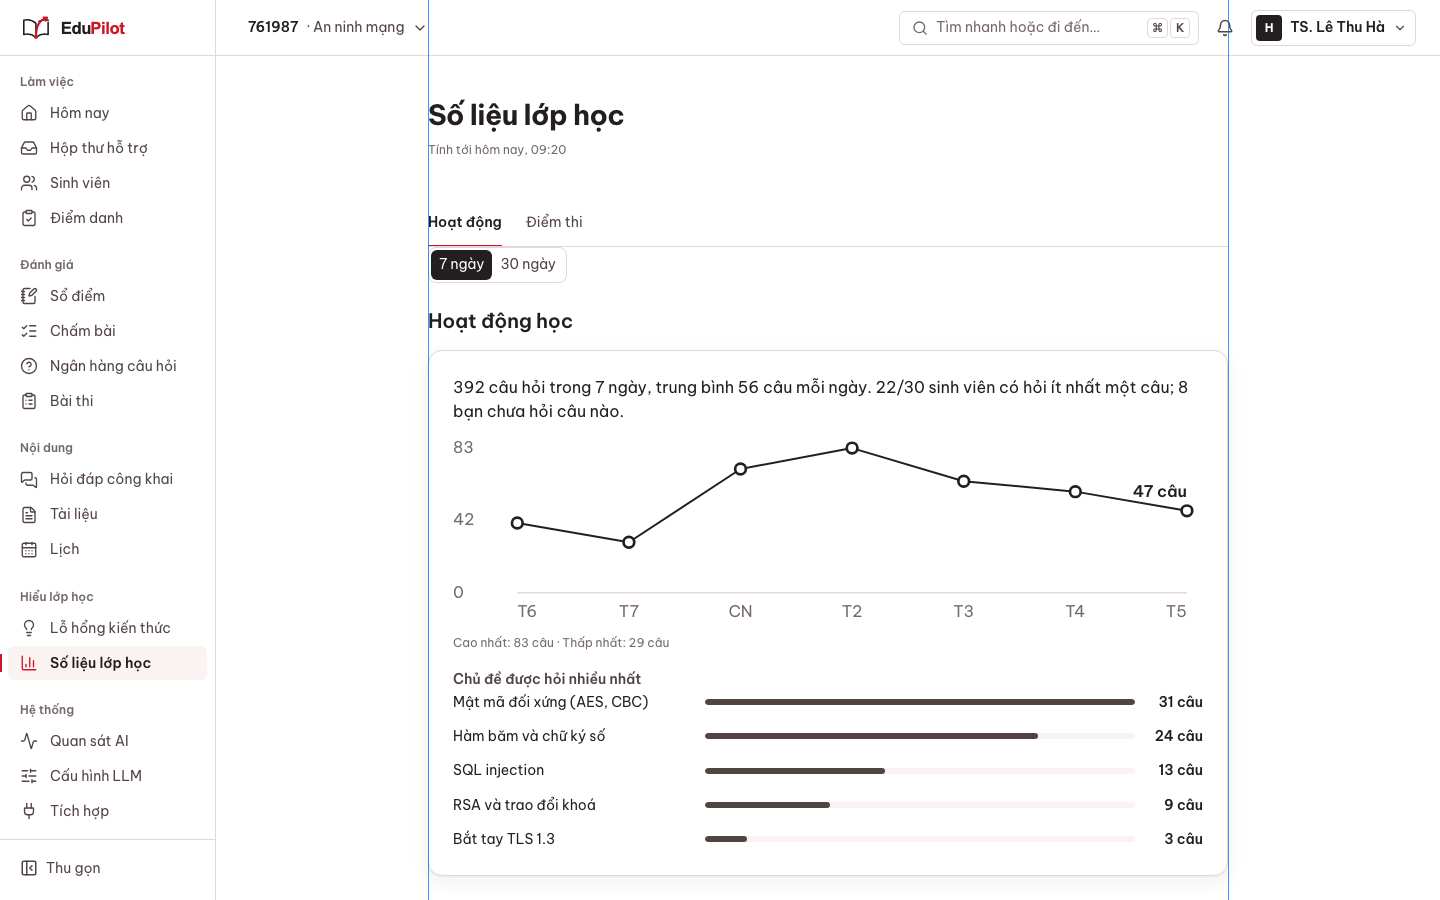 EduPilot
761987 · An ninh mạng
Tìm nhanh hoặc đi đến...
⌘ K
H TS. Lê Thu Hà
Làm việc
Hôm nay
Hộp thư hỗ trợ
Sinh viên
Điểm danh
Đánh giá
Sổ điểm
Chấm bài
Ngân hàng câu hỏi
Bài thi
Nội dung
Hỏi đáp công khai
Tài liệu
Lịch
Hiểu lớp học
Lỗ hổng kiến thức
Số liệu lớp học
Hệ thống
Quan sát AI
Cấu hình LLM
Tích hợp
Thu gọn
Số liệu lớp học
Tính tới hôm nay, 09:20
Hoạt động Điểm thi
7 ngày 30 ngày
Hoạt động học
392 câu hỏi trong 7 ngày, trung bình 56 câu mỗi ngày. 22/30 sinh viên có hỏi ít nhất một câu; 8
bạn chưa hỏi câu nào.
83
47 câu
42
0
T6 T7 CN T2 T3 T4 T5
Cao nhất: 83 câu · Thấp nhất: 29 câu
Chủ đề được hỏi nhiều nhất
Mật mã đối xứng (AES, CBC) 31 câu
Hàm băm và chữ ký số 24 câu
SQL injection 13 câu
RSA và trao đổi khoá 9 câu
Bắt tay TLS 1.3 3 câu